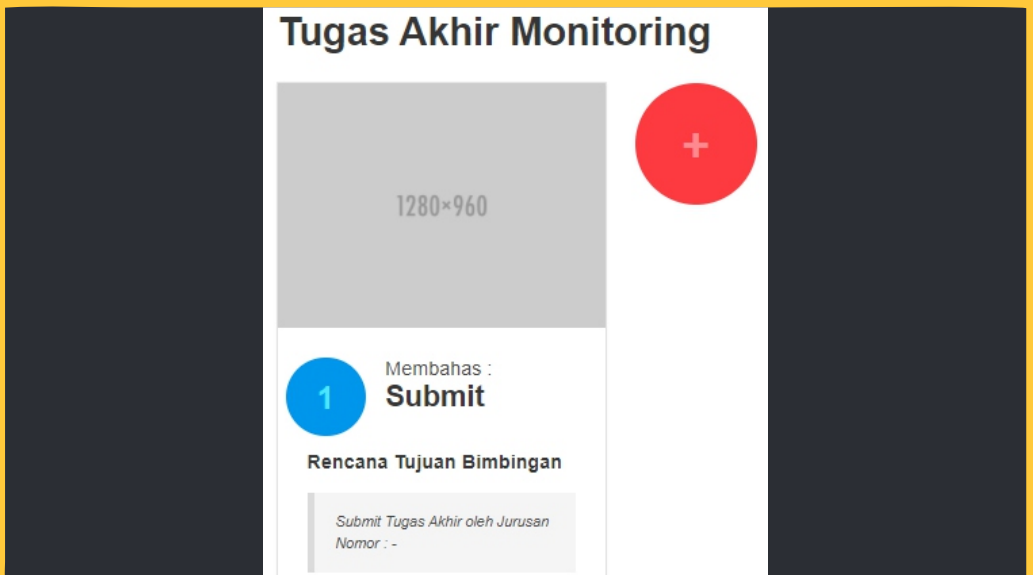 Tugas Akhir Monitoring
+
1280×960
1
Membahas :
Submit
Rencana Tujuan Bimbingan
Submit Tugas Akhir oleh Jurusan
Nomor : -